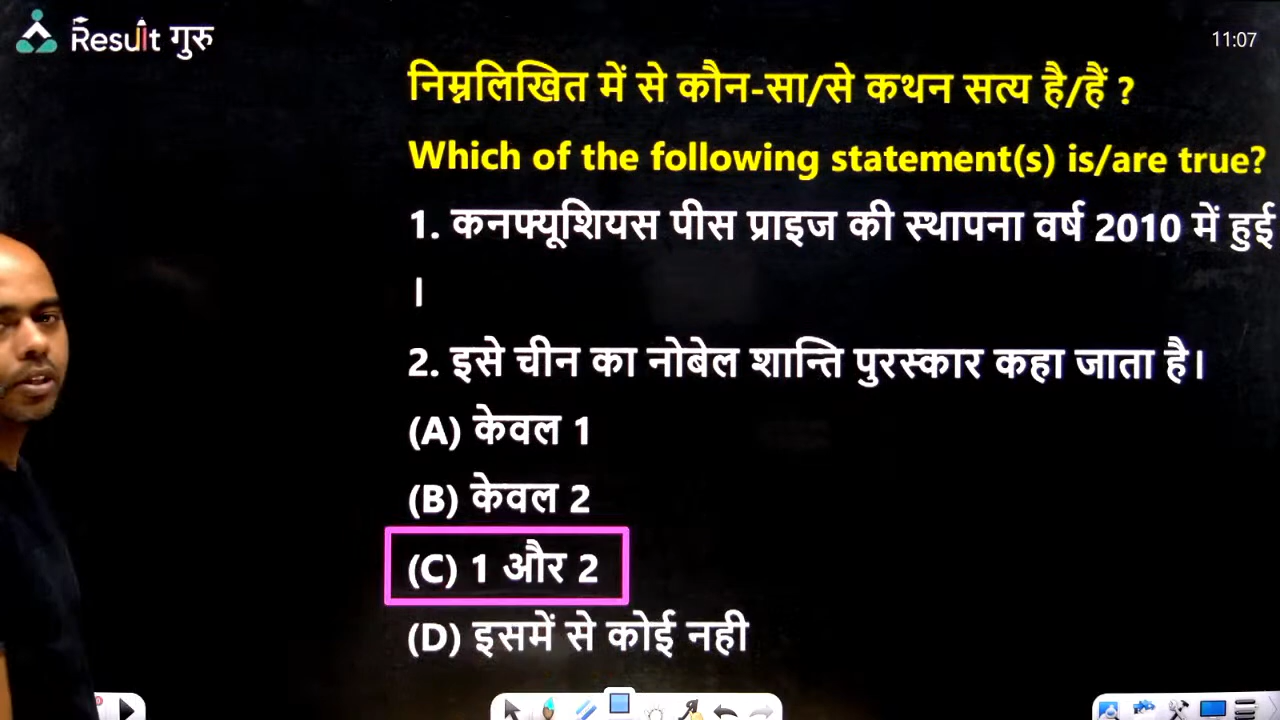 Result गुरु
11:07
निम्नलिखित में से कौन-सा/से कथन सत्य है/हैं ?
Which of the following statement(s) is/are true?
1. कनफ्यूशियस पीस प्राइज की स्थापना वर्ष 2010 में हुई
।
2. इसे चीन का नोबेल शान्ति पुरस्कार कहा जाता है।
(A) केवल 1
(B) केवल 2
(C) 1 और 2
(D) इसमें से कोई नही